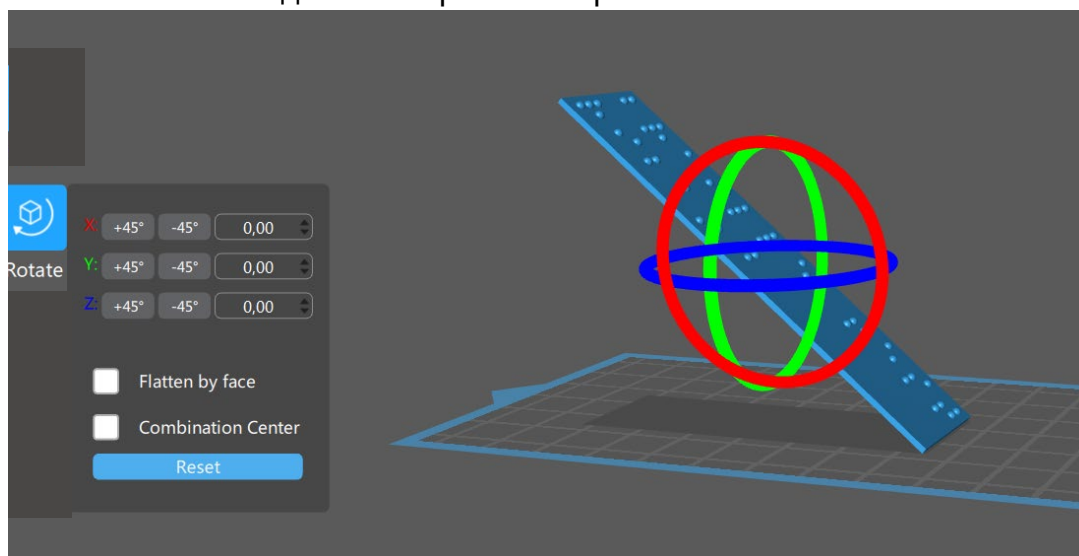 X: +45° -45° 0,00
Rotate
Y: +45° -45° 0,00
Z: +45° -45° 0,00
Flatten by face
Combination Center
Reset